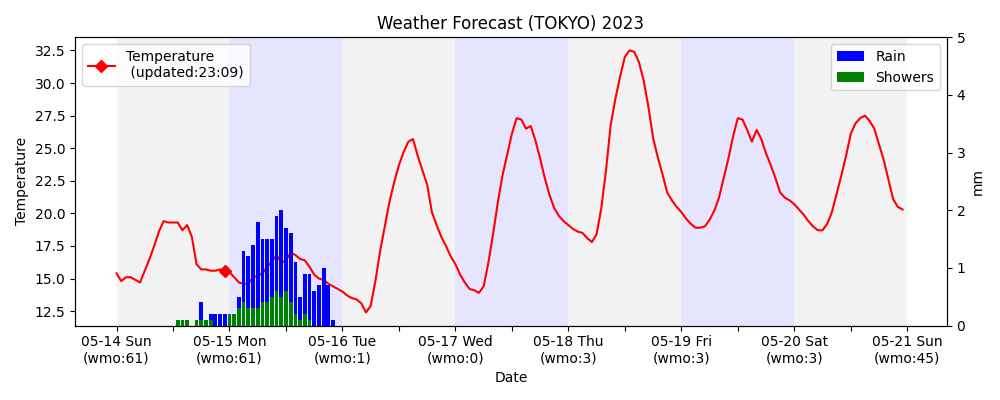 Weather Forecast (TOKYO) 2023
Temperature
(updated:23:09)
Rain
Showers
Temperature
32.5
30.0
27.5
25.0
22.5
20.0
17.5
15.0
12.5
5
4
3
2
1
0
mm
05-14 Sun
(wmo:61)
05-15 Mon
(wmo:61)
05-16 Tue
(wmo:1)
05-17 Wed
(wmo:0)
05-18 Thu
(wmo:3)
05-19 Fri
(wmo:3)
05-20 Sat
(wmo:3)
05-21 Sun
(wmo:45)
Date